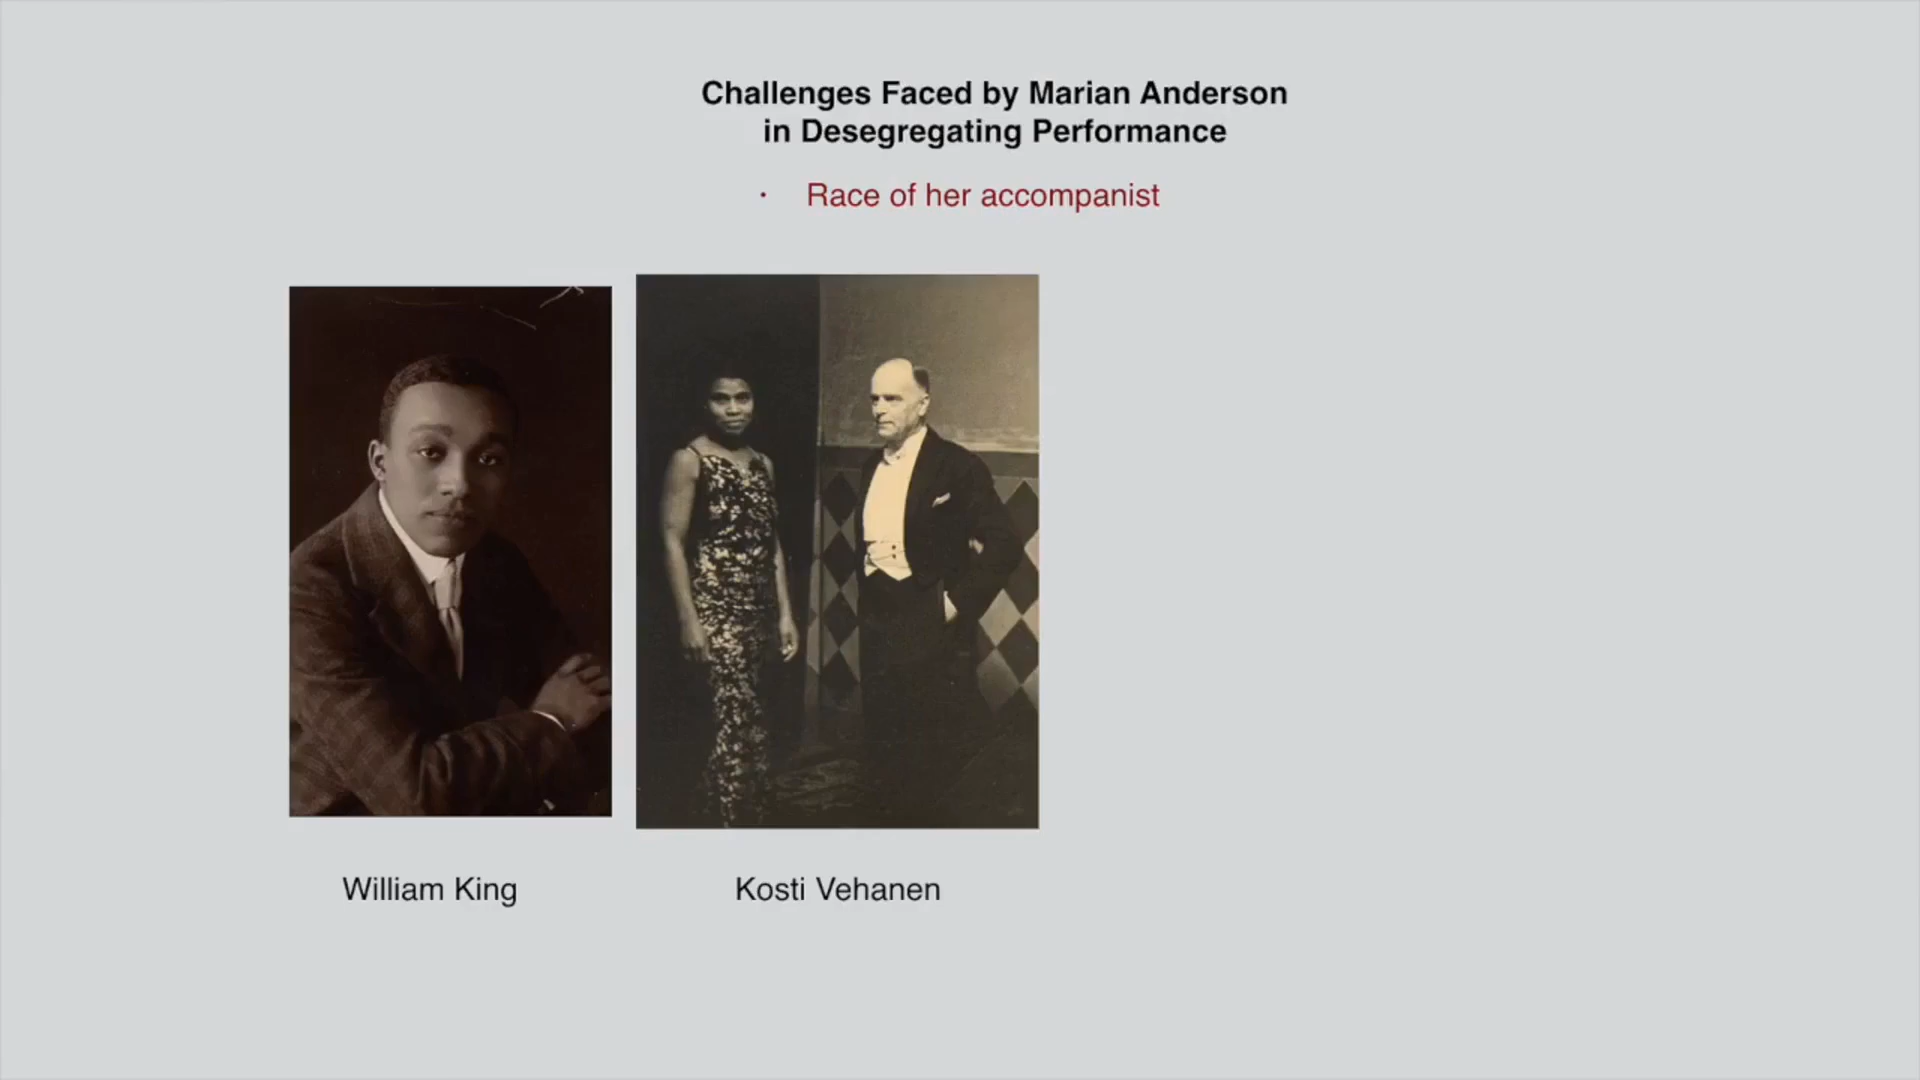 Challenges Faced by Marian Anderson
in Desegregating Performance
· Race of her accompanist
William King
Kosti Vehanen